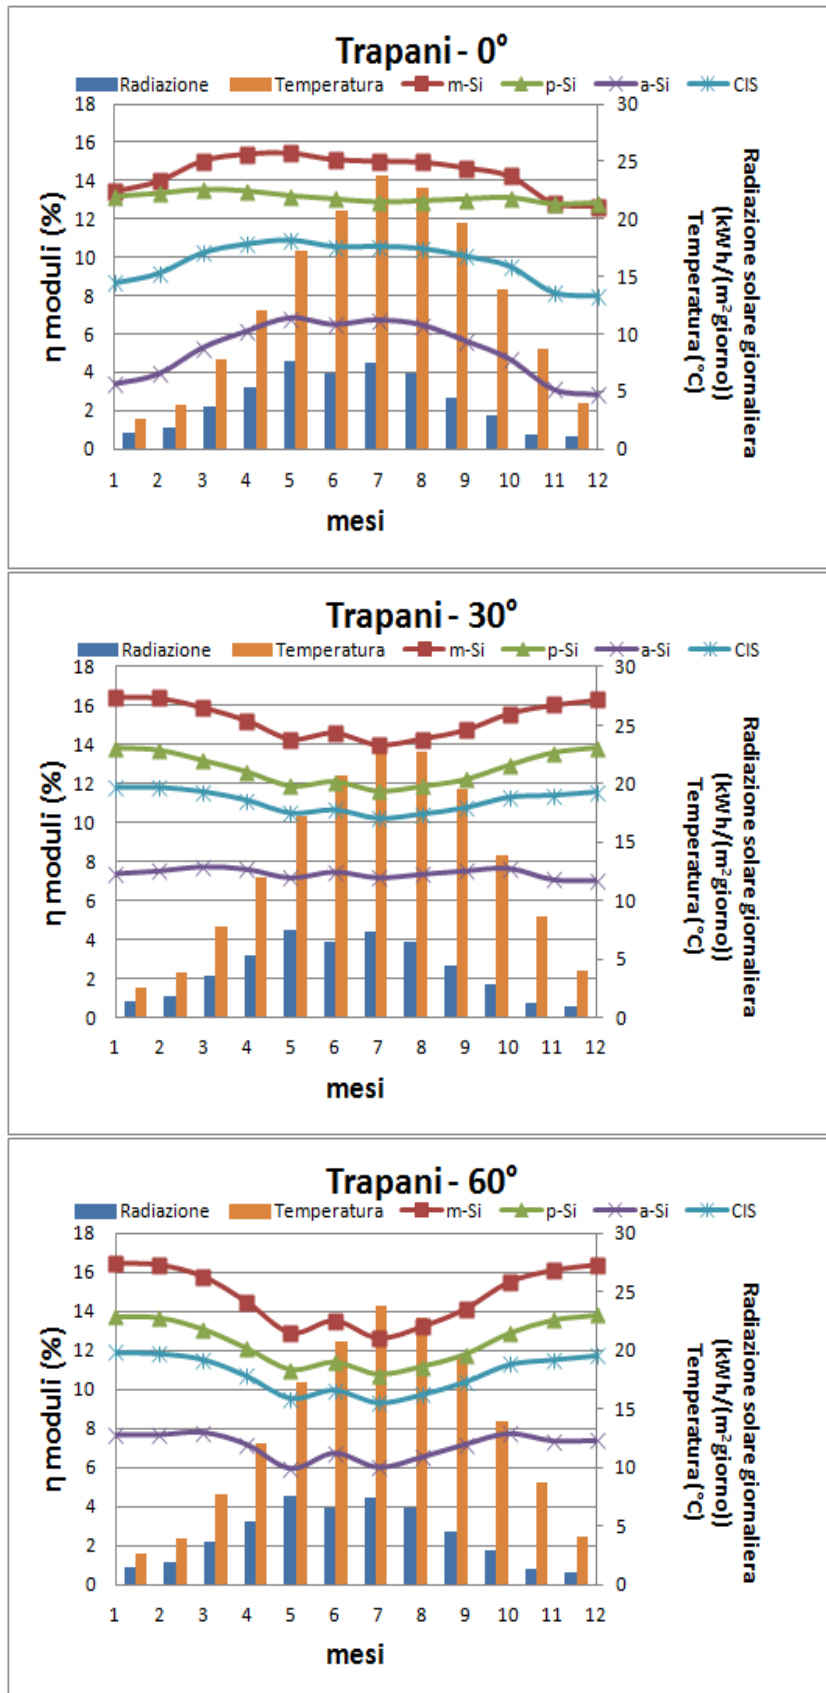 Trapani - 0°
Radiazione Temperatura m-Si p-Si a-Si CIS
18
16
14
12
10
8
6
4
2
0
η moduli (%)
30
25
20
15
10
5
0
Radiazione solare giornaliera
(kWh/(m²giorno))
Temperatura (°C)
1 2 3 4 5 6 7 8 9 10 11 12
mesi
Trapani - 30°
Radiazione Temperatura m-Si p-Si a-Si CIS
18
16
14
12
10
8
6
4
2
0
η moduli (%)
30
25
20
15
10
5
0
Radiazione solare giornaliera
(kWh/(m²giorno))
Temperatura (°C)
1 2 3 4 5 6 7 8 9 10 11 12
mesi
Trapani - 60°
Radiazione Temperatura m-Si p-Si a-Si CIS
18
16
14
12
10
8
6
4
2
0
η moduli (%)
30
25
20
15
10
5
0
Radiazione solare giornaliera
(kWh/(m²giorno))
Temperatura (°C)
1 2 3 4 5 6 7 8 9 10 11 12
mesi